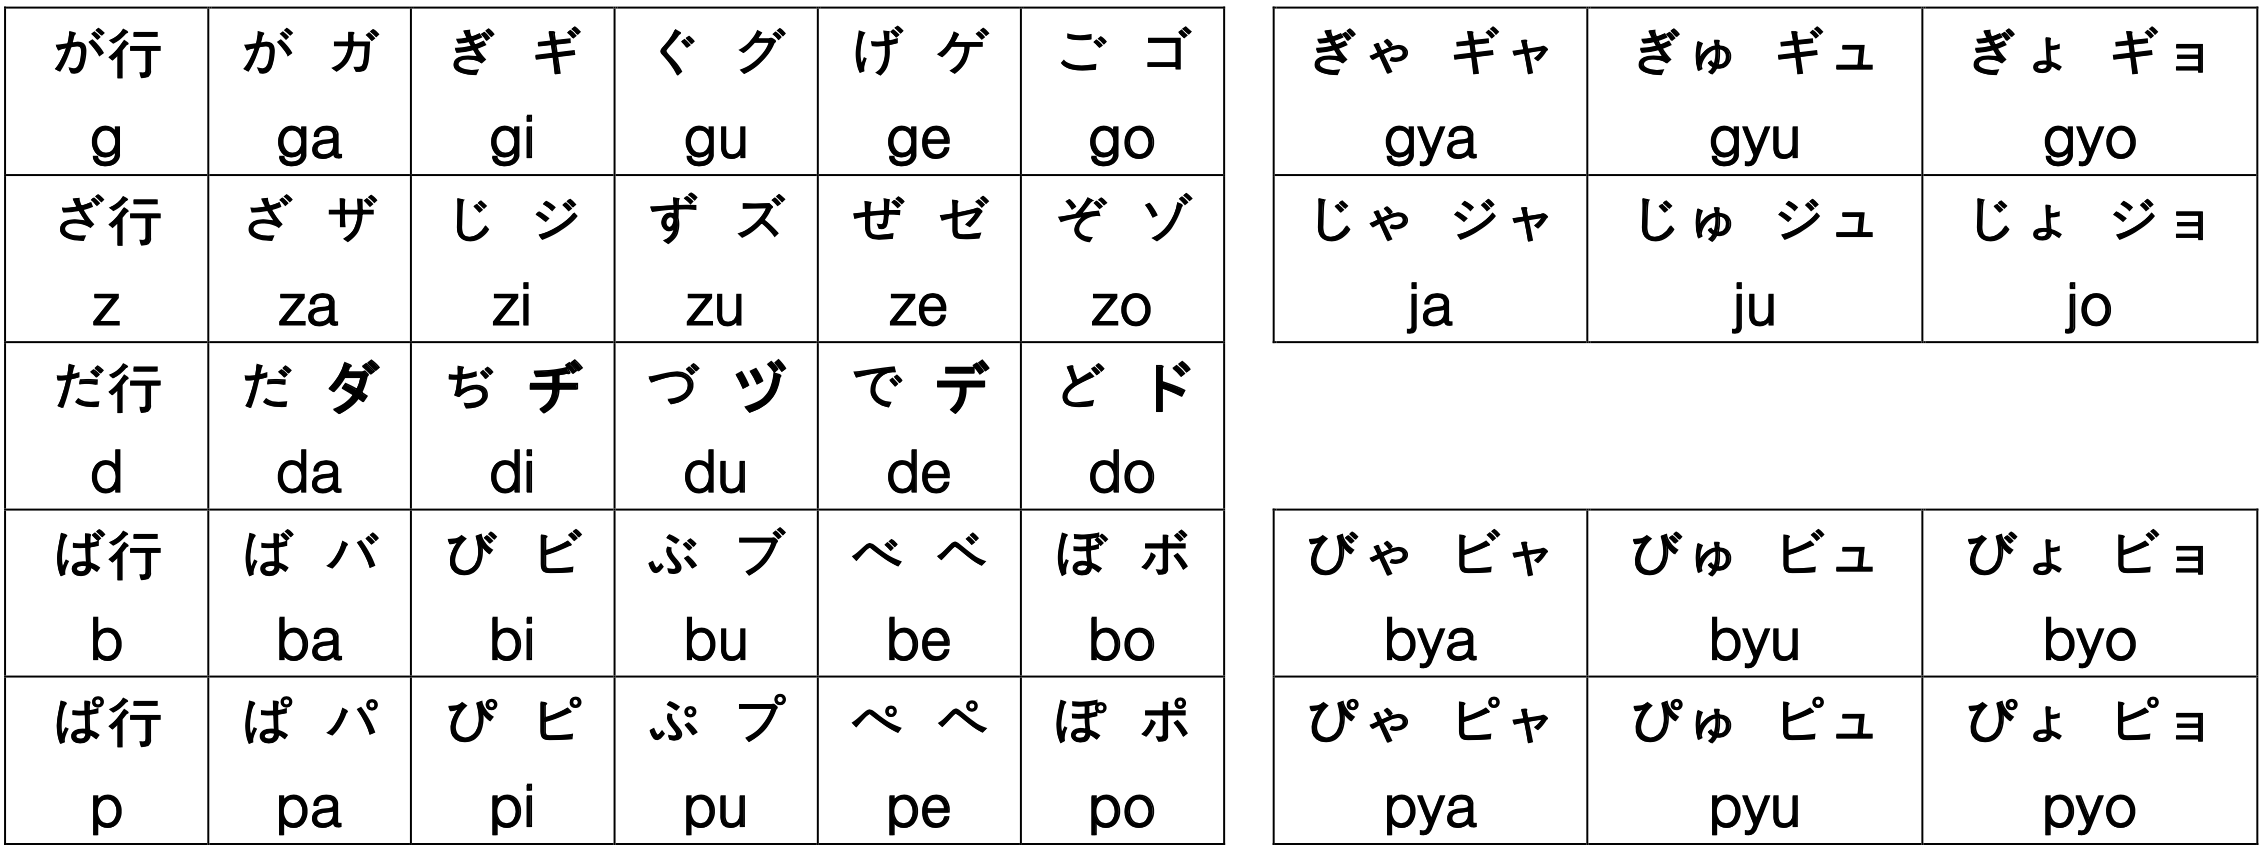 が行 が ガ ぎ ギ ぐ グ げ ゲ ご ゴ ぎゃ ギャ ぎゅ ギュ ぎょ ギョ
g ga gi gu ge go gya gyu gyo
ざ行 ざ ザ じ ジ ず ズ ぜ ゼ ぞ ゾ じゃ ジャ じゅ ジュ じょ ジョ
z za zi zu ze zo ja ju jo
だ行 だ ダ ぢ ヂ づ ヅ で デ ど ド
d da di du de do
ば行 ば バ び ビ ぶ ブ べ ベ ぼ ボ びゃ ビャ びゅ ビュ びょ ビョ
b ba bi bu be bo bya byu byo
ぱ行 ぱ パ ぴ ピ ぷ プ ぺ ペ ぽ ポ ぴゃ ピャ ぴゅ ピュ ぴょ ピョ
p pa pi pu pe po pya pyu pyo